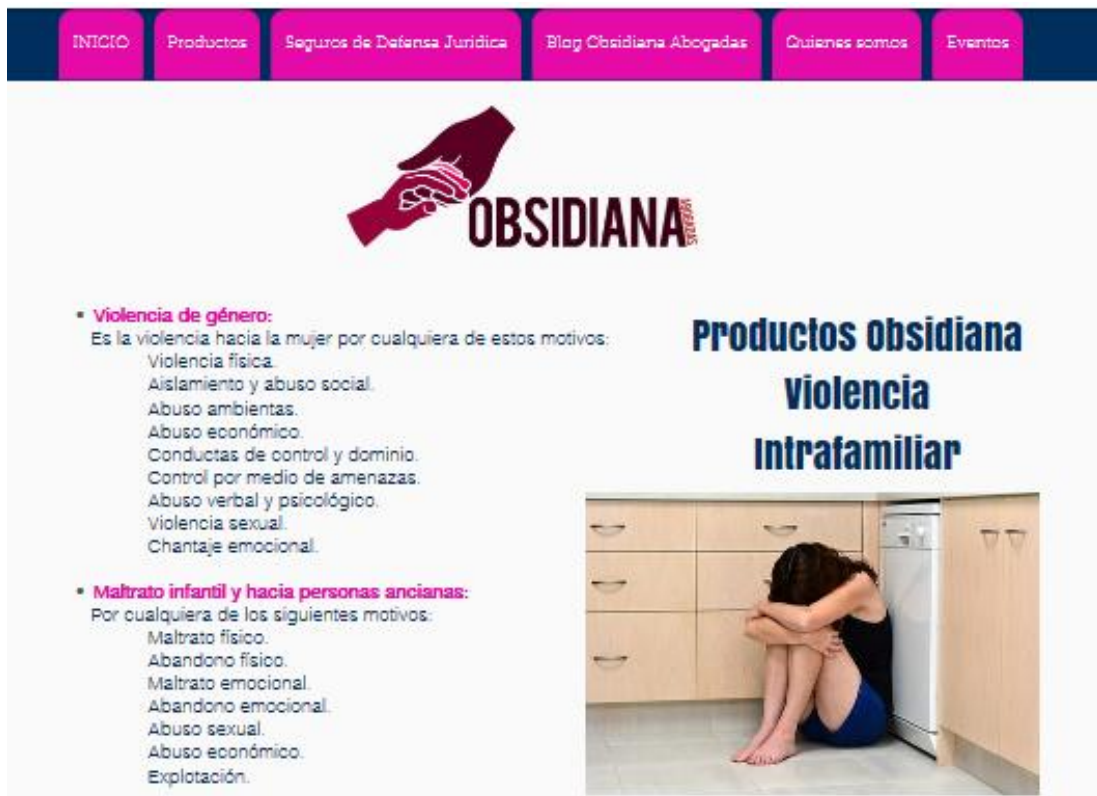 INICIO
Productos
Seguros de Defensa Jurídica
Blog Obsidiana Abogadas
Quienes somos
Eventos
OBSIDIANA
ABOGADAS
• Violencia de género:
Es la violencia hacia la mujer por cualquiera de estos motivos:
Violencia física.
Aislamiento y abuso social.
Abuso ambientas.
Abuso económico.
Conductas de control y dominio.
Control por medio de amenazas.
Abuso verbal y psicológico.
Violencia sexual.
Chantaje emocional.
• Maltrato infantil y hacia personas ancianas:
Por cualquiera de los siguientes motivos:
Maltrato físico.
Abandono físico.
Maltrato emocional.
Abandono emocional.
Abuso sexual.
Abuso económico.
Explotación.
Productos Obsidiana
Violencia
Intrafamiliar